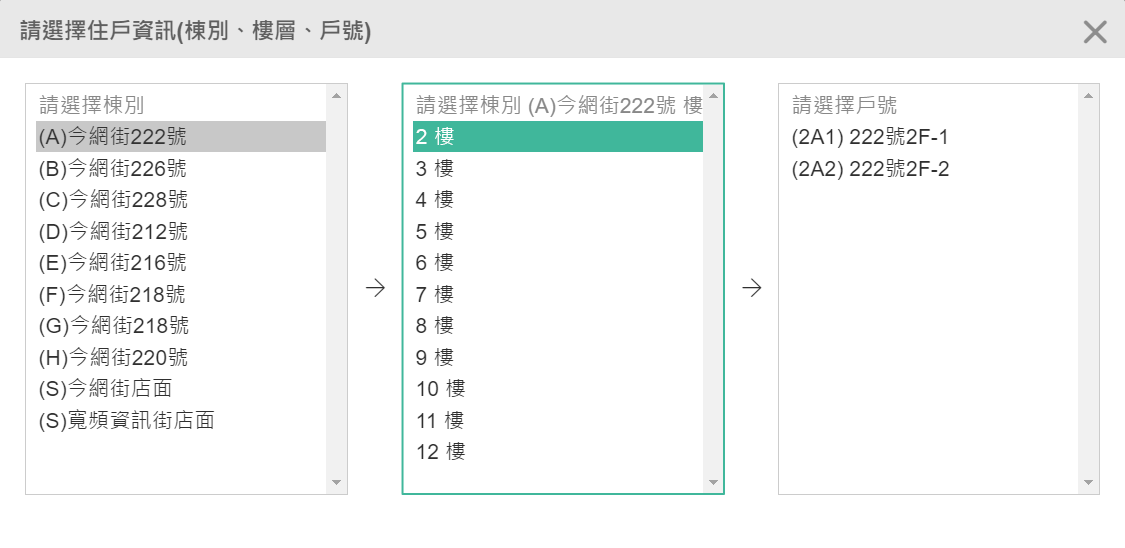 請選擇住戶資訊(棟別、樓層、戶號)
請選擇棟別
(A)今網街222號
(B)今網街226號
(C)今網街228號
(D)今網街212號
(E)今網街216號
(F)今網街218號
(G)今網街218號
(H)今網街220號
(S)今網街店面
(S)寬頻資訊街店面
請選擇棟別 (A)今網街222號 樓
2 樓
3 樓
4 樓
5 樓
6 樓
7 樓
8 樓
9 樓
10 樓
11 樓
12 樓
請選擇戶號
(2A1) 222號2F-1
(2A2) 222號2F-2